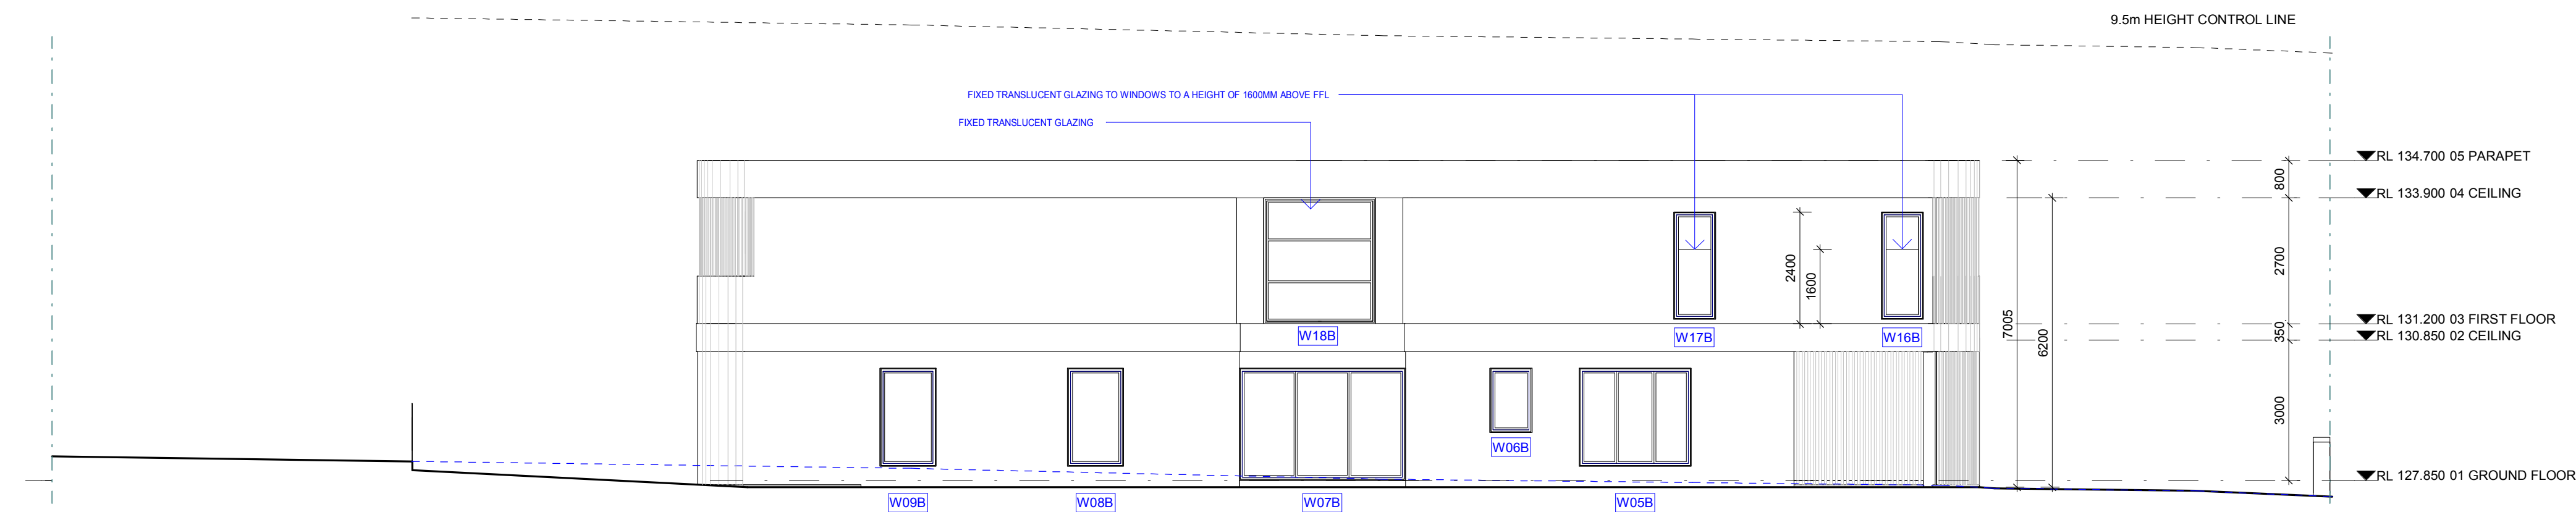 9.5m HEIGHT CONTROL LINE
FIXED TRANSLUCENT GLAZING TO WINDOWS TO A HEIGHT OF 1600MM ABOVE FFL
FIXED TRANSLUCENT GLAZING
RL 134.700 05 PARAPET
800
RL 133.900 04 CEILING
2700
2400
1600
7005
6200
RL 131.200 03 FIRST FLOOR
350
RL 130.850 02 CEILING
W18B
W17B
W16B
3000
W06B
RL 127.850 01 GROUND FLOOR
W09B
W08B
W07B
W05B